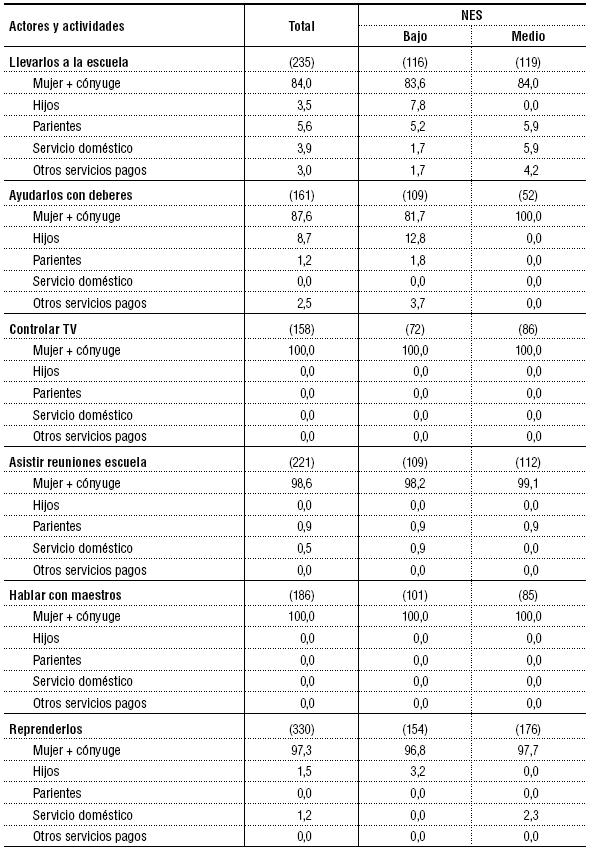 Actores y actividades Total NES
Bajo Medio
Llevarlos a la escuela (235) (116) (119)
Mujer + cónyuge 84,0 83,6 84,0
Hijos 3,5 7,8 0,0
Parientes 5,6 5,2 5,9
Servicio doméstico 3,9 1,7 5,9
Otros servicios pagos 3,0 1,7 4,2
Ayudarlos con deberes (161) (109) (52)
Mujer + cónyuge 87,6 81,7 100,0
Hijos 8,7 12,8 0,0
Parientes 1,2 1,8 0,0
Servicio doméstico 0,0 0,0 0,0
Otros servicios pagos 2,5 3,7 0,0
Controlar TV (158) (72) (86)
Mujer + cónyuge 100,0 100,0 100,0
Hijos 0,0 0,0 0,0
Parientes 0,0 0,0 0,0
Servicio doméstico 0,0 0,0 0,0
Otros servicios pagos 0,0 0,0 0,0
Asistir reuniones escuela (221) (109) (112)
Mujer + cónyuge 98,6 98,2 99,1
Hijos 0,0 0,0 0,0
Parientes 0,9 0,9 0,9
Servicio doméstico 0,5 0,9 0,0
Otros servicios pagos 0,0 0,0 0,0
Hablar con maestros (186) (101) (85)
Mujer + cónyuge 100,0 100,0 100,0
Hijos 0,0 0,0 0,0
Parientes 0,0 0,0 0,0
Servicio doméstico 0,0 0,0 0,0
Otros servicios pagos 0,0 0,0 0,0
Reprenderlos (330) (154) (176)
Mujer + cónyuge 97,3 96,8 97,7
Hijos 1,5 3,2 0,0
Parientes 0,0 0,0 0,0
Servicio doméstico 1,2 0,0 2,3
Otros servicios pagos 0,0 0,0 0,0